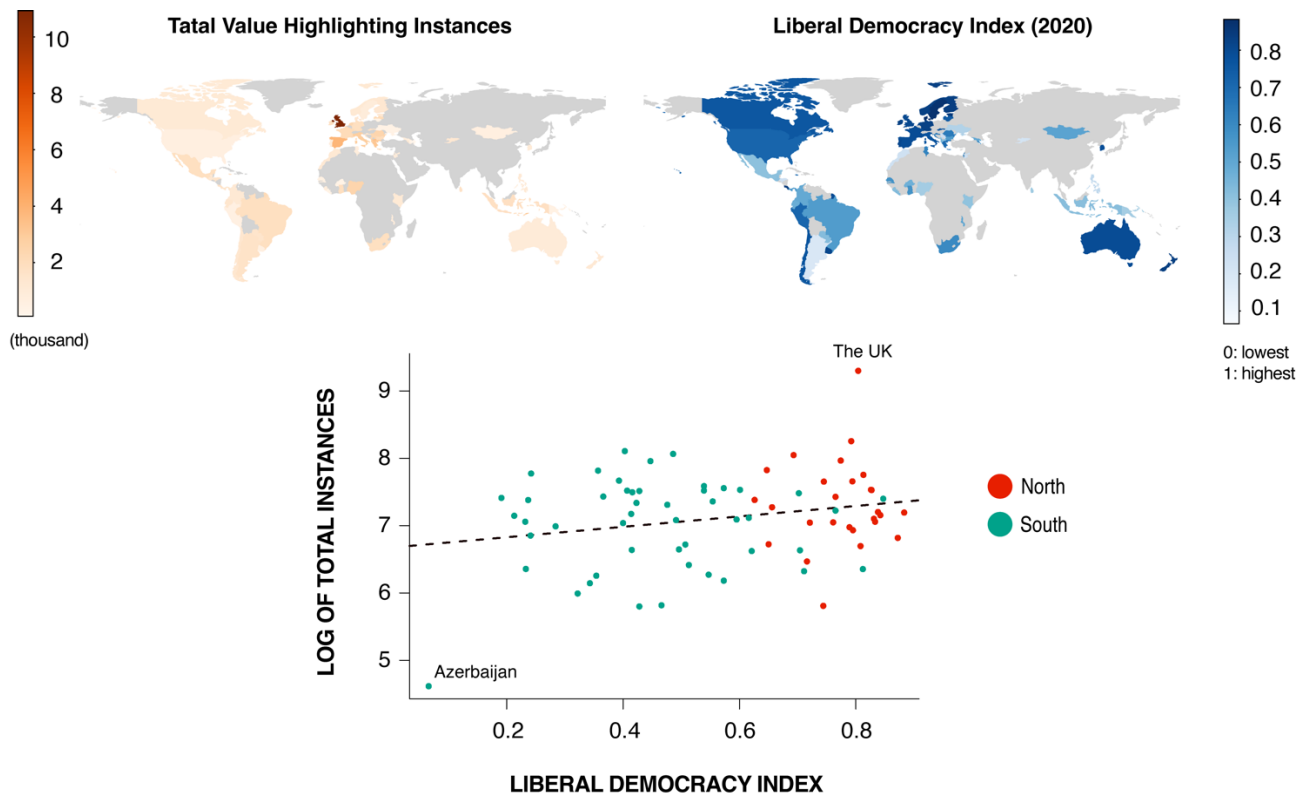 Tatal Value Highlighting Instances
10
8
6
4
2
(thousand)
Liberal Democracy Index (2020)
0.8
0.7
0.6
0.5
0.4
0.3
0.2
0.1
0: lowest
1: highest
The UK
LOG OF TOTAL INSTANCES
9
8
7
6
5
Azerbaijan
North
South
0.2 0.4 0.6 0.8
LIBERAL DEMOCRACY INDEX